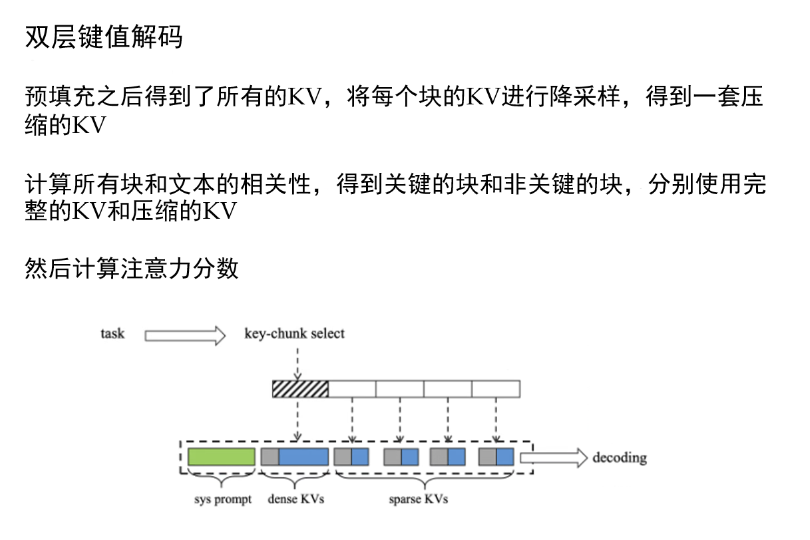 双层键值解码
预填充之后得到了所有的KV，将每个块的KV进行降采样，得到一套压
缩的KV
计算所有块和文本的相关性，得到关键的块和非关键的块，分别使用完
整的KV和压缩的KV
然后计算注意力分数
task
key-chunk select
decoding
sys prompt
dense KVs
sparse KVs